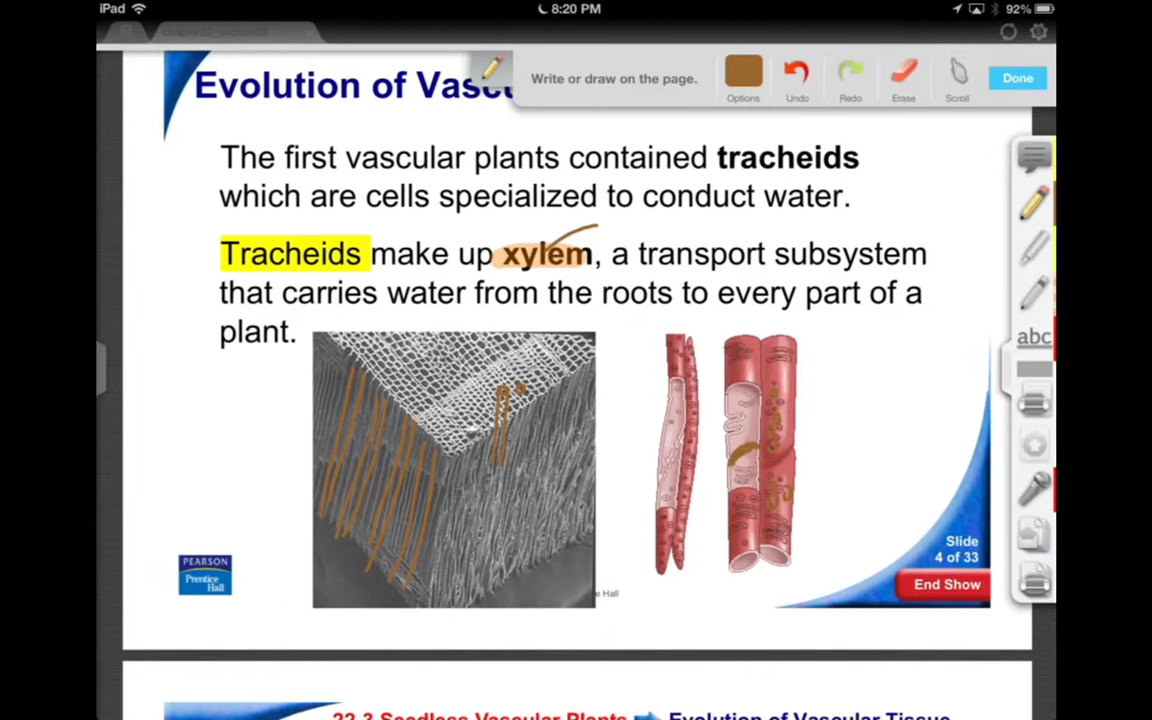 iPad 8:20 PM 92%
Evolution of Vasc
Write or draw on the page.
Options Undo Redo Erase Scroll
Done
The first vascular plants contained tracheids
which are cells specialized to conduct water.
Tracheids make up xylem, a transport subsystem
that carries water from the roots to every part of a
plant.
abc
PEARSON
Prentice
Hall
Slide
4 of 33
End Show
Hall
22-3 Seedless Vascular Plants Evolution of Vascular Tissue